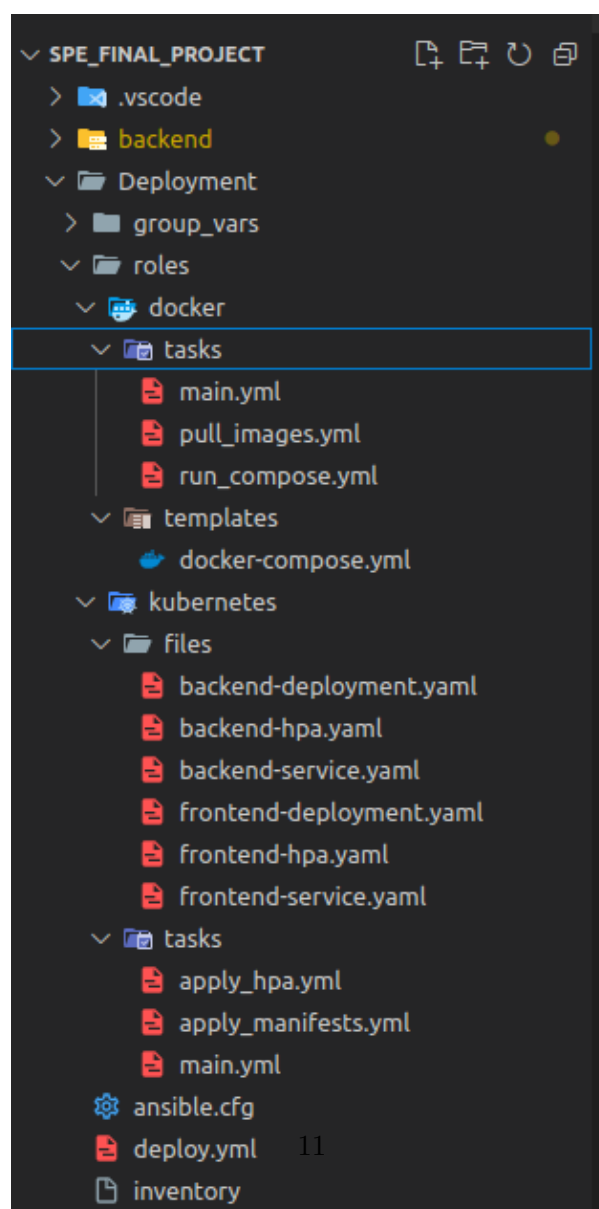 SPE_FINAL_PROJECT
.vscode
backend
Deployment
group_vars
roles
docker
tasks
main.yml
pull_images.yml
run_compose.yml
templates
docker-compose.yml
kubernetes
files
backend-deployment.yaml
backend-hpa.yaml
backend-service.yaml
frontend-deployment.yaml
frontend-hpa.yaml
frontend-service.yaml
tasks
apply_hpa.yml
apply_manifests.yml
main.yml
ansible.cfg
deploy.yml 11
inventory